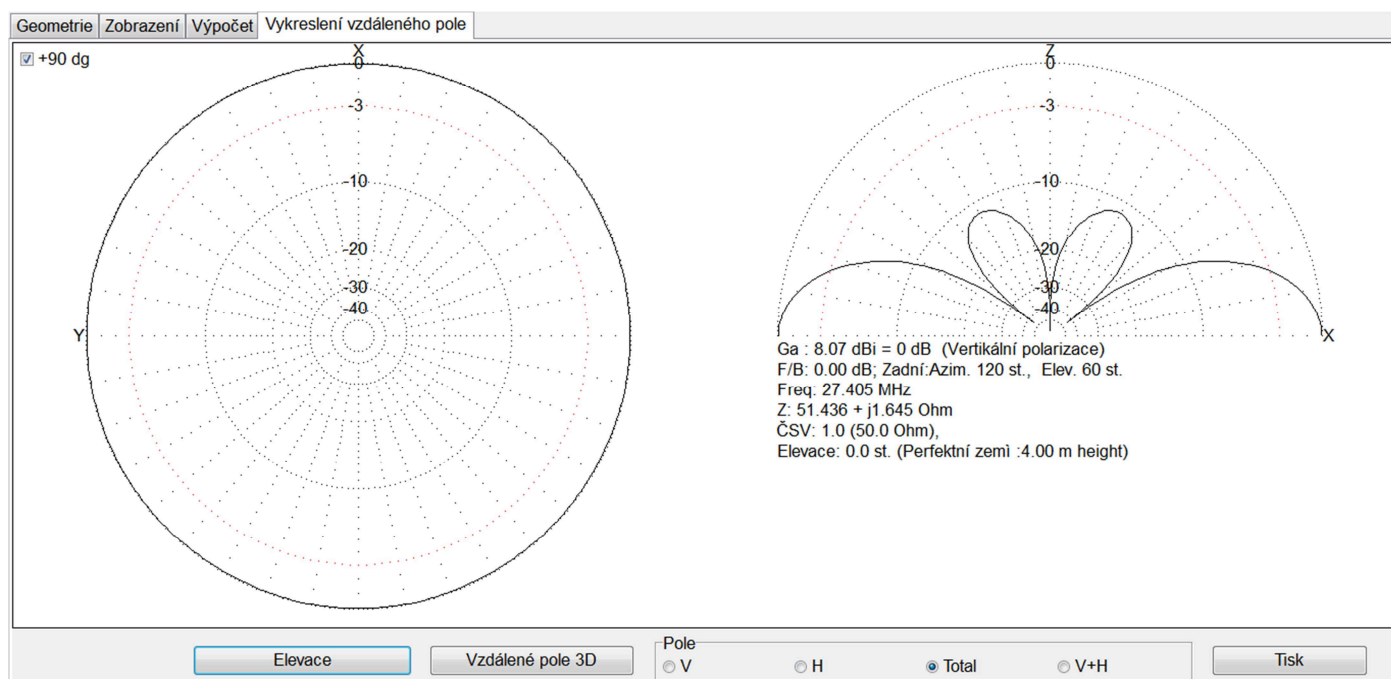 Geometrie Zobrazení Výpočet Vykreslení vzdáleného pole
+90 dg
X
0
-3
-10
-20
-30
-40
Y
Z
0
-3
-10
-20
-30
-40
X
Ga : 8.07 dBi = 0 dB (Vertikální polarizace)
F/B: 0.00 dB; Zadní:Azim. 120 st., Elev. 60 st.
Freq: 27.405 MHz
Z: 51.436 + j1.645 Ohm
ČSV: 1.0 (50.0 Ohm),
Elevace: 0.0 st. (Perfektní zemì :4.00 m height)
Elevace
Vzdálené pole 3D
Pole
V
H
Total
V+H
Tisk